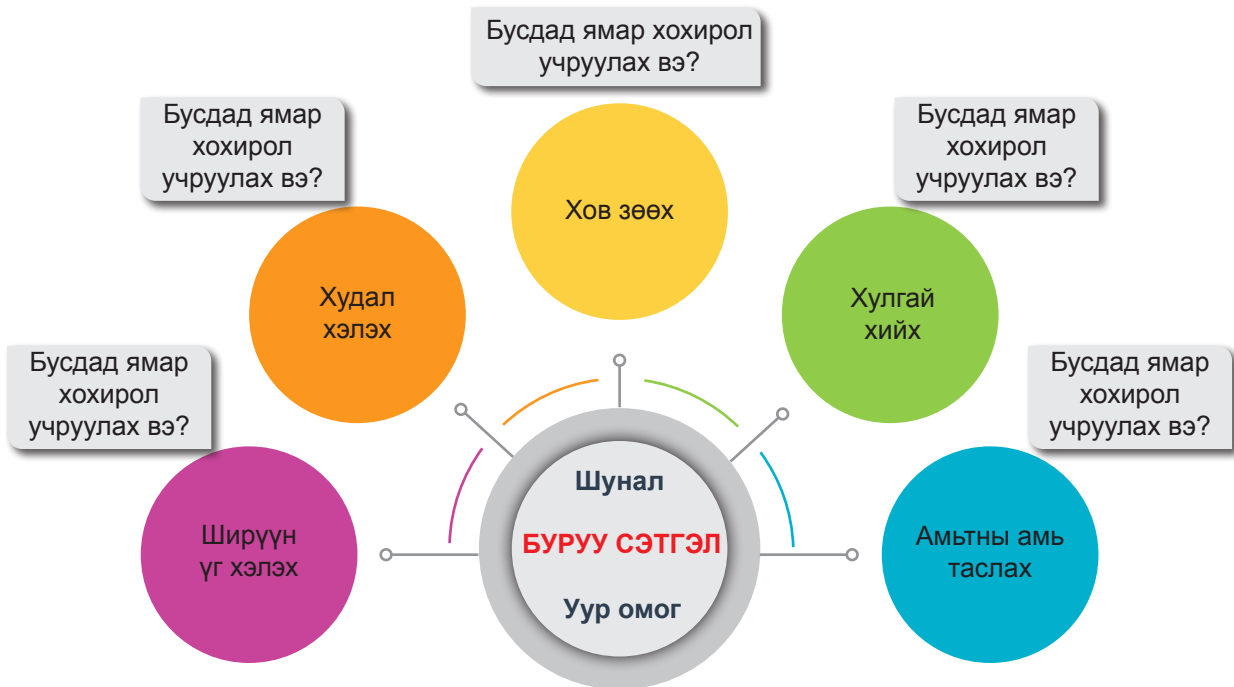 Бусдад ямар хохирол
учруулах вэ?
Бусдад ямар
хохирол
учруулах вэ?
Бусдад ямар
хохирол
учруулах вэ?
Хов зөөх
Худал
хэлэх
Хулгай
хийх
Бусдад ямар
хохирол
учруулах вэ?
Бусдад ямар
хохирол
учруулах вэ?
Шунал
БУРУУ СЭТГЭЛ
Уур омог
Ширүүн
үг хэлэх
Амьтны амь
таслах